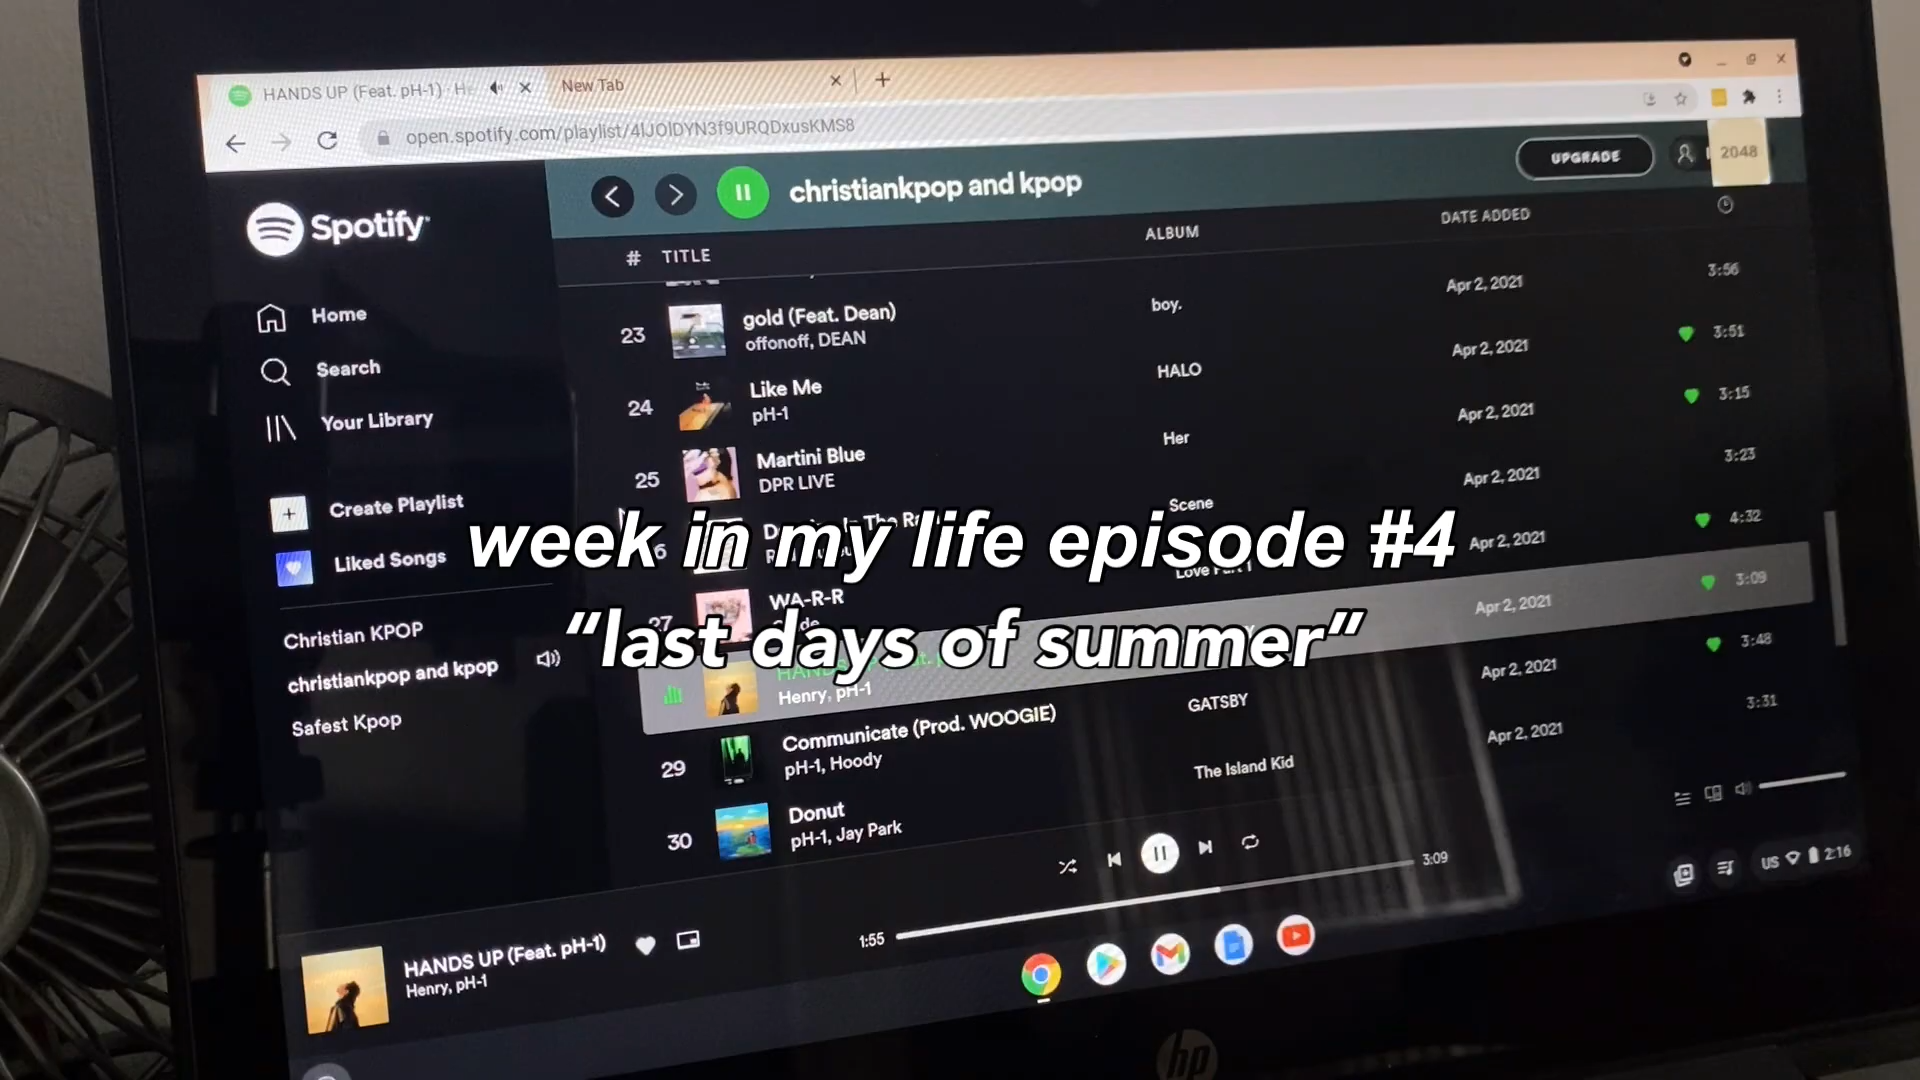 HANDS UP (Feat. pH-1) · He
New Tab
open.spotify.com/playlist/4lJOlDYN3f9URQDxusKMS8
Spotify
christiankpop and kpop
UPGRADE
2048
# TITLE ALBUM DATE ADDED
Home
Search
Your Library
Create Playlist
Liked Songs
Christian KPOP
christiankpop and kpop
Safest Kpop
Apr 2, 2021 3:56
23 gold (Feat. Dean) boy.
offonoff, DEAN
Apr 2, 2021 3:51
24 Like Me HALO
pH-1
Apr 2, 2021 3:15
25 Martini Blue Her
DPR LIVE
Apr 2, 2021 3:23
Scene
week in my life episode #4
"last days of summer"
Apr 2, 2021 4:32
27 WA-R-R
Apr 2, 2021 3:09
Henry, pH-1
Apr 2, 2021 3:48
29 Communicate (Prod. WOOGIE) GATSBY
pH-1, Hoody
Apr 2, 2021 3:31
30 Donut The Island Kid
pH-1, Jay Park
HANDS UP (Feat. pH-1)
Henry, pH-1
1:55 3:09
US 2:16
hp